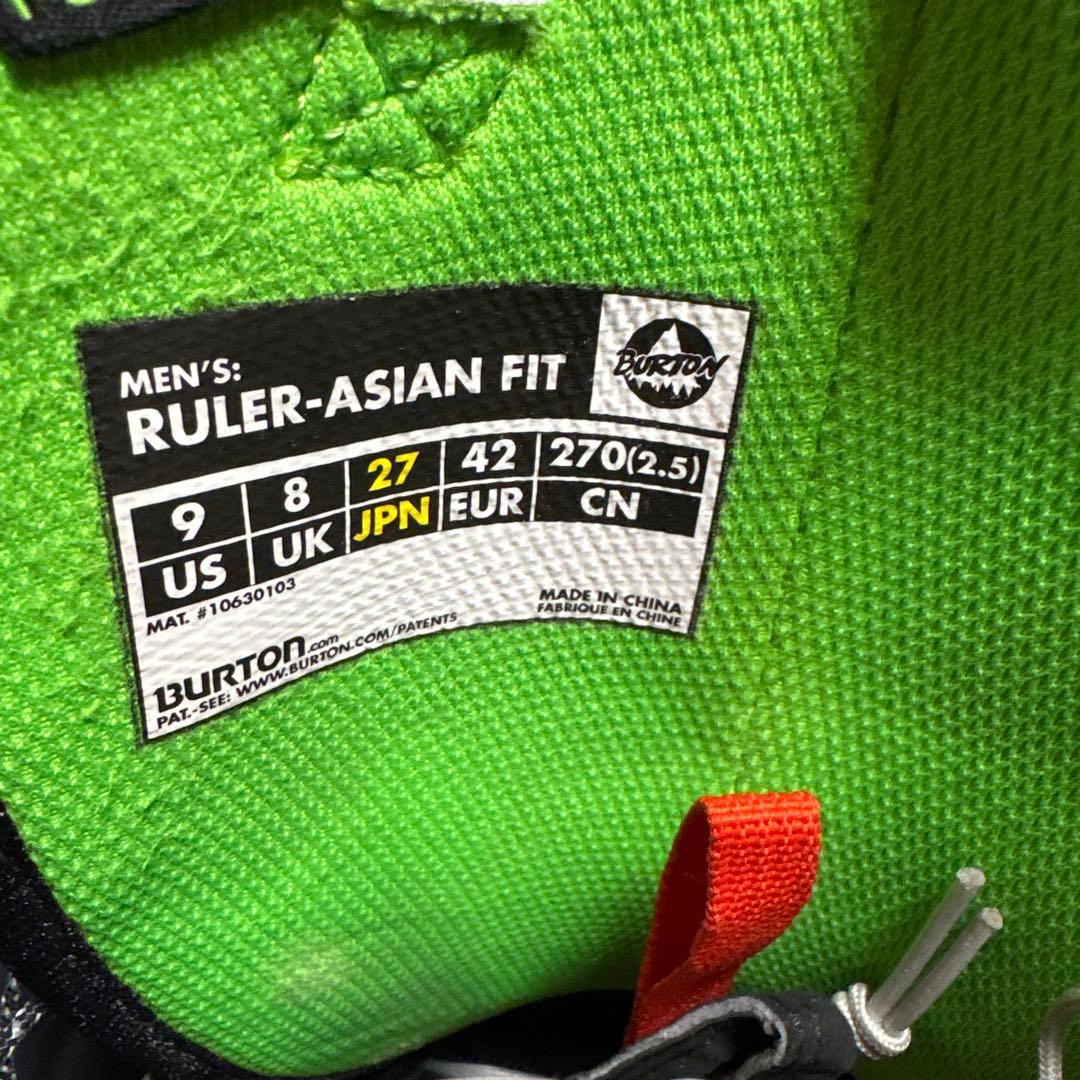 MEN'S:
RULER-ASIAN FIT
BURTON
9 8 27 42 270(2.5)
US UK JPN EUR CN
MAT. #10630103
MADE IN CHINA
FABRIQUE EN CHINE
BURTON.com
PAT.-SEE: WWW.BURTON.COM/PATENTS